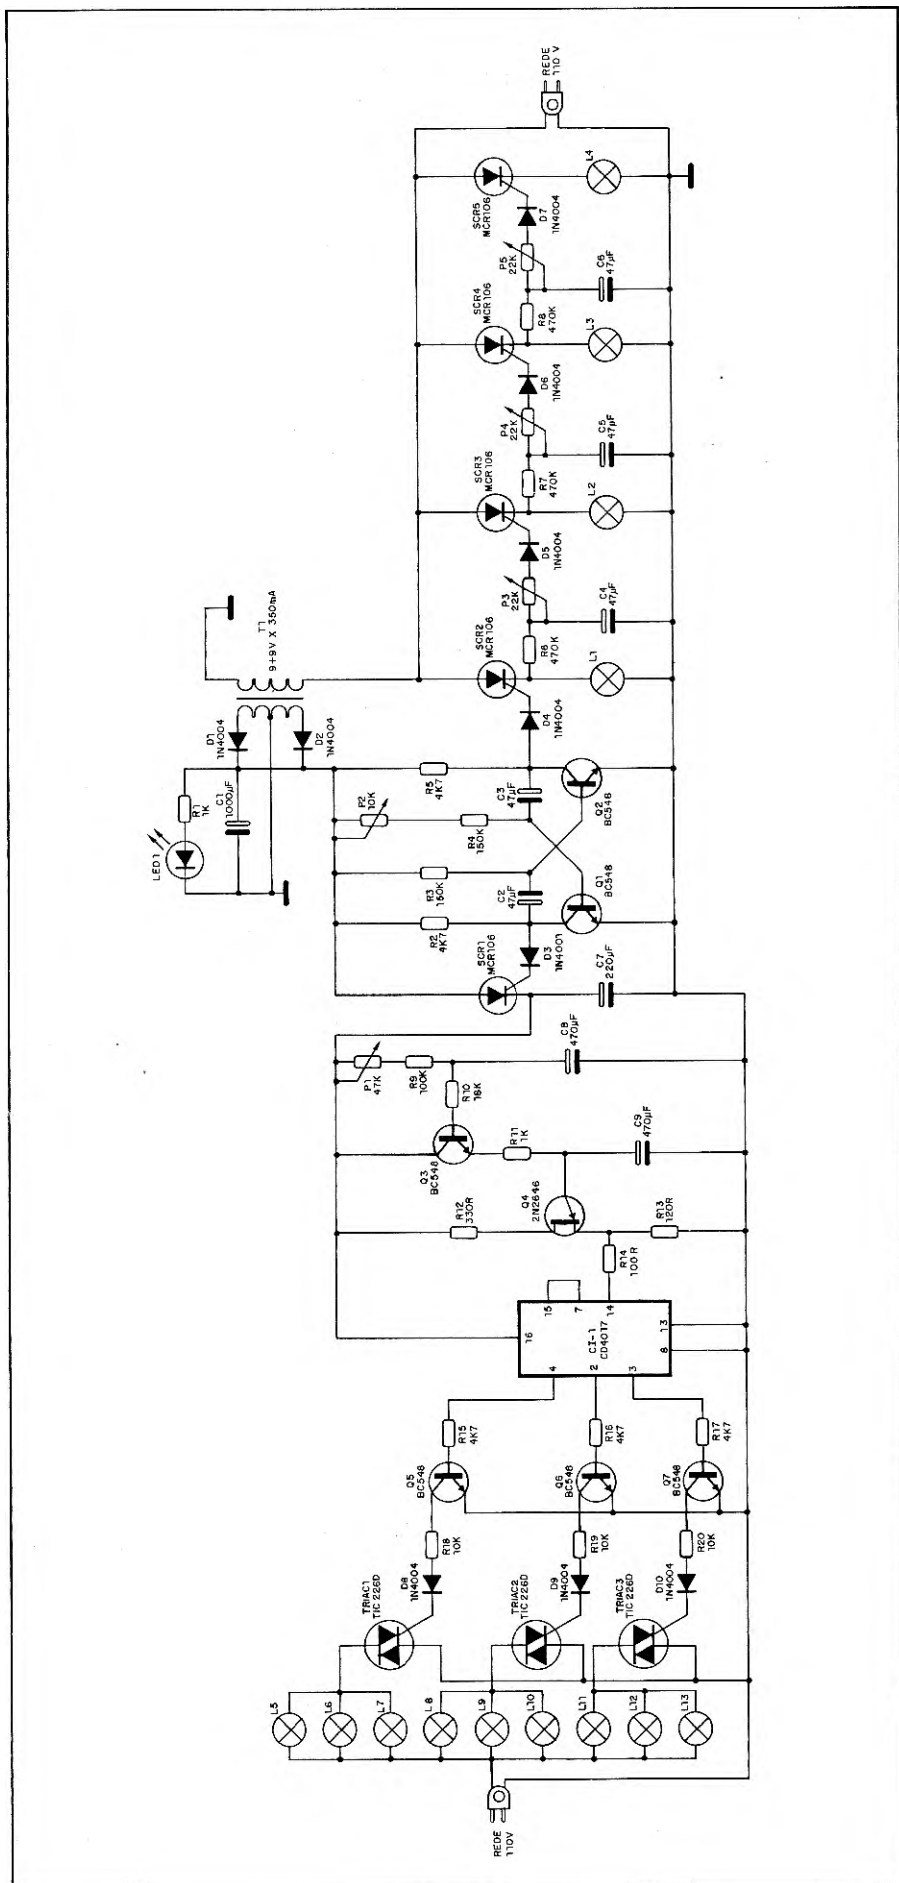 REDE
110 V
SCR5
MCR106
L4
D7
1N4004
P5
22K
C6
47µF
R8
470K
SCR4
MCR106
L3
D6
1N4004
P4
22K
C5
47µF
R7
470K
SCR3
MCR106
L2
D5
1N4004
P3
22K
C4
47µF
R6
470K
SCR2
MCR106
L1
D4
1N4004
T1
9+9V X 350mA
D1
1N4004
D2
1N4004
R1
1K
C1
1000µF
LED1
R5
4K7
C3
47µF
Q2
BC548
P2
10K
R4
150K
R3
150K
C2
47µF
Q1
BC548
R2
4K7
SCR1
MCR106
D3
1N4001
C7
220µF
P1
47K
R9
100K
C8
470µF
R10
18K
Q3
BC548
R11
1K
C9
470µF
Q4
2N2646
R12
330R
R13
120R
R14
100R
15
7
14
16
CI-1
CD4017
13
8
4
2
3
R15
4K7
R16
4K7
R17
4K7
Q5
BC548
Q6
BC548
Q7
BC548
R18
10K
R19
10K
R20
10K
D8
1N4004
D9
1N4004
D10
1N4004
TRIAC1
TIC226D
TRIAC2
TIC226D
TRIAC3
TIC226D
L5
L6
L7
L8
L9
L10
L11
L12
L13
REDE
110V